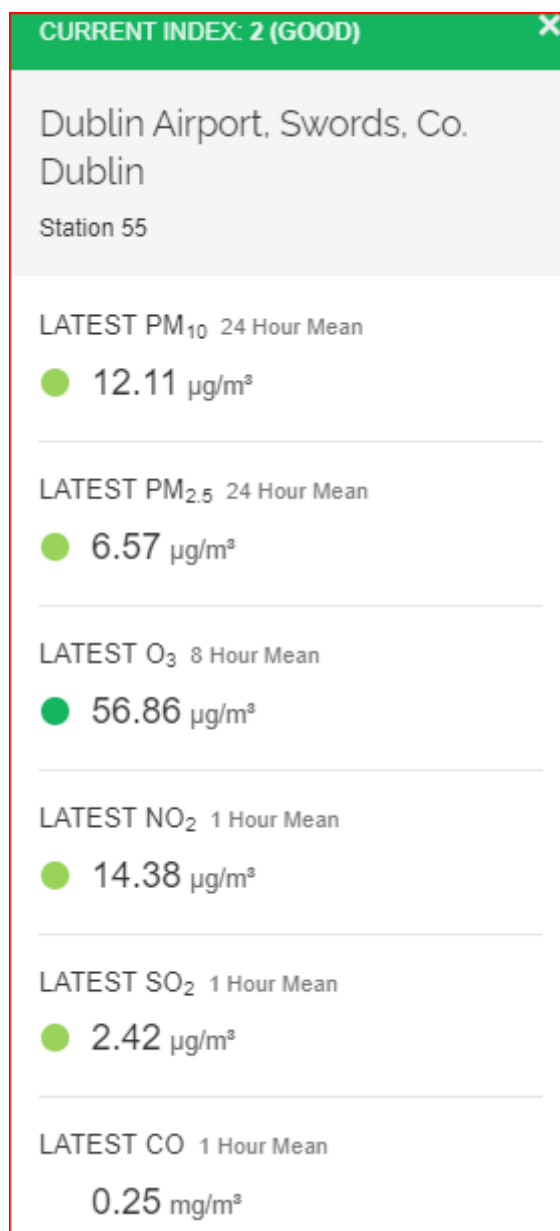 CURRENT INDEX: 2 (GOOD) ×
Dublin Airport, Swords, Co.
Dublin
Station 55
LATEST PM₁₀ 24 Hour Mean
12.11 µg/m³
LATEST PM₂.₅ 24 Hour Mean
6.57 µg/m³
LATEST O₃ 8 Hour Mean
56.86 µg/m³
LATEST NO₂ 1 Hour Mean
14.38 µg/m³
LATEST SO₂ 1 Hour Mean
2.42 µg/m³
LATEST CO 1 Hour Mean
0.25 mg/m³